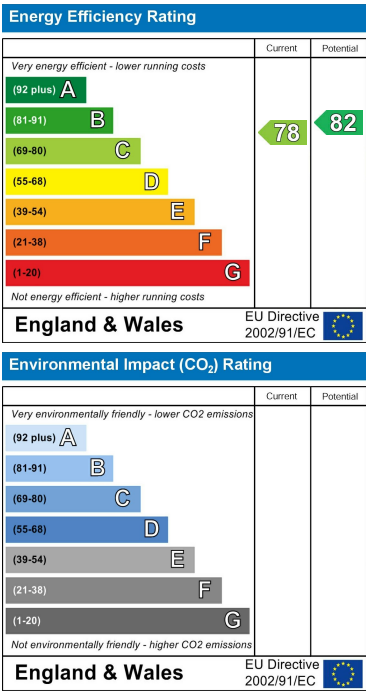 Energy Efficiency Rating
Current Potential
Very energy efficient - lower running costs
(92 plus) A
(81-91) B
(69-80) C
(55-68) D
(39-54) E
(21-38) F
(1-20) G
78
82
Not energy efficient - higher running costs
England & Wales
EU Directive
2002/91/EC
Environmental Impact (CO₂) Rating
Current Potential
Very environmentally friendly - lower CO2 emissions
(92 plus) A
(81-91) B
(69-80) C
(55-68) D
(39-54) E
(21-38) F
(1-20) G
Not environmentally friendly - higher CO2 emissions
England & Wales
EU Directive
2002/91/EC